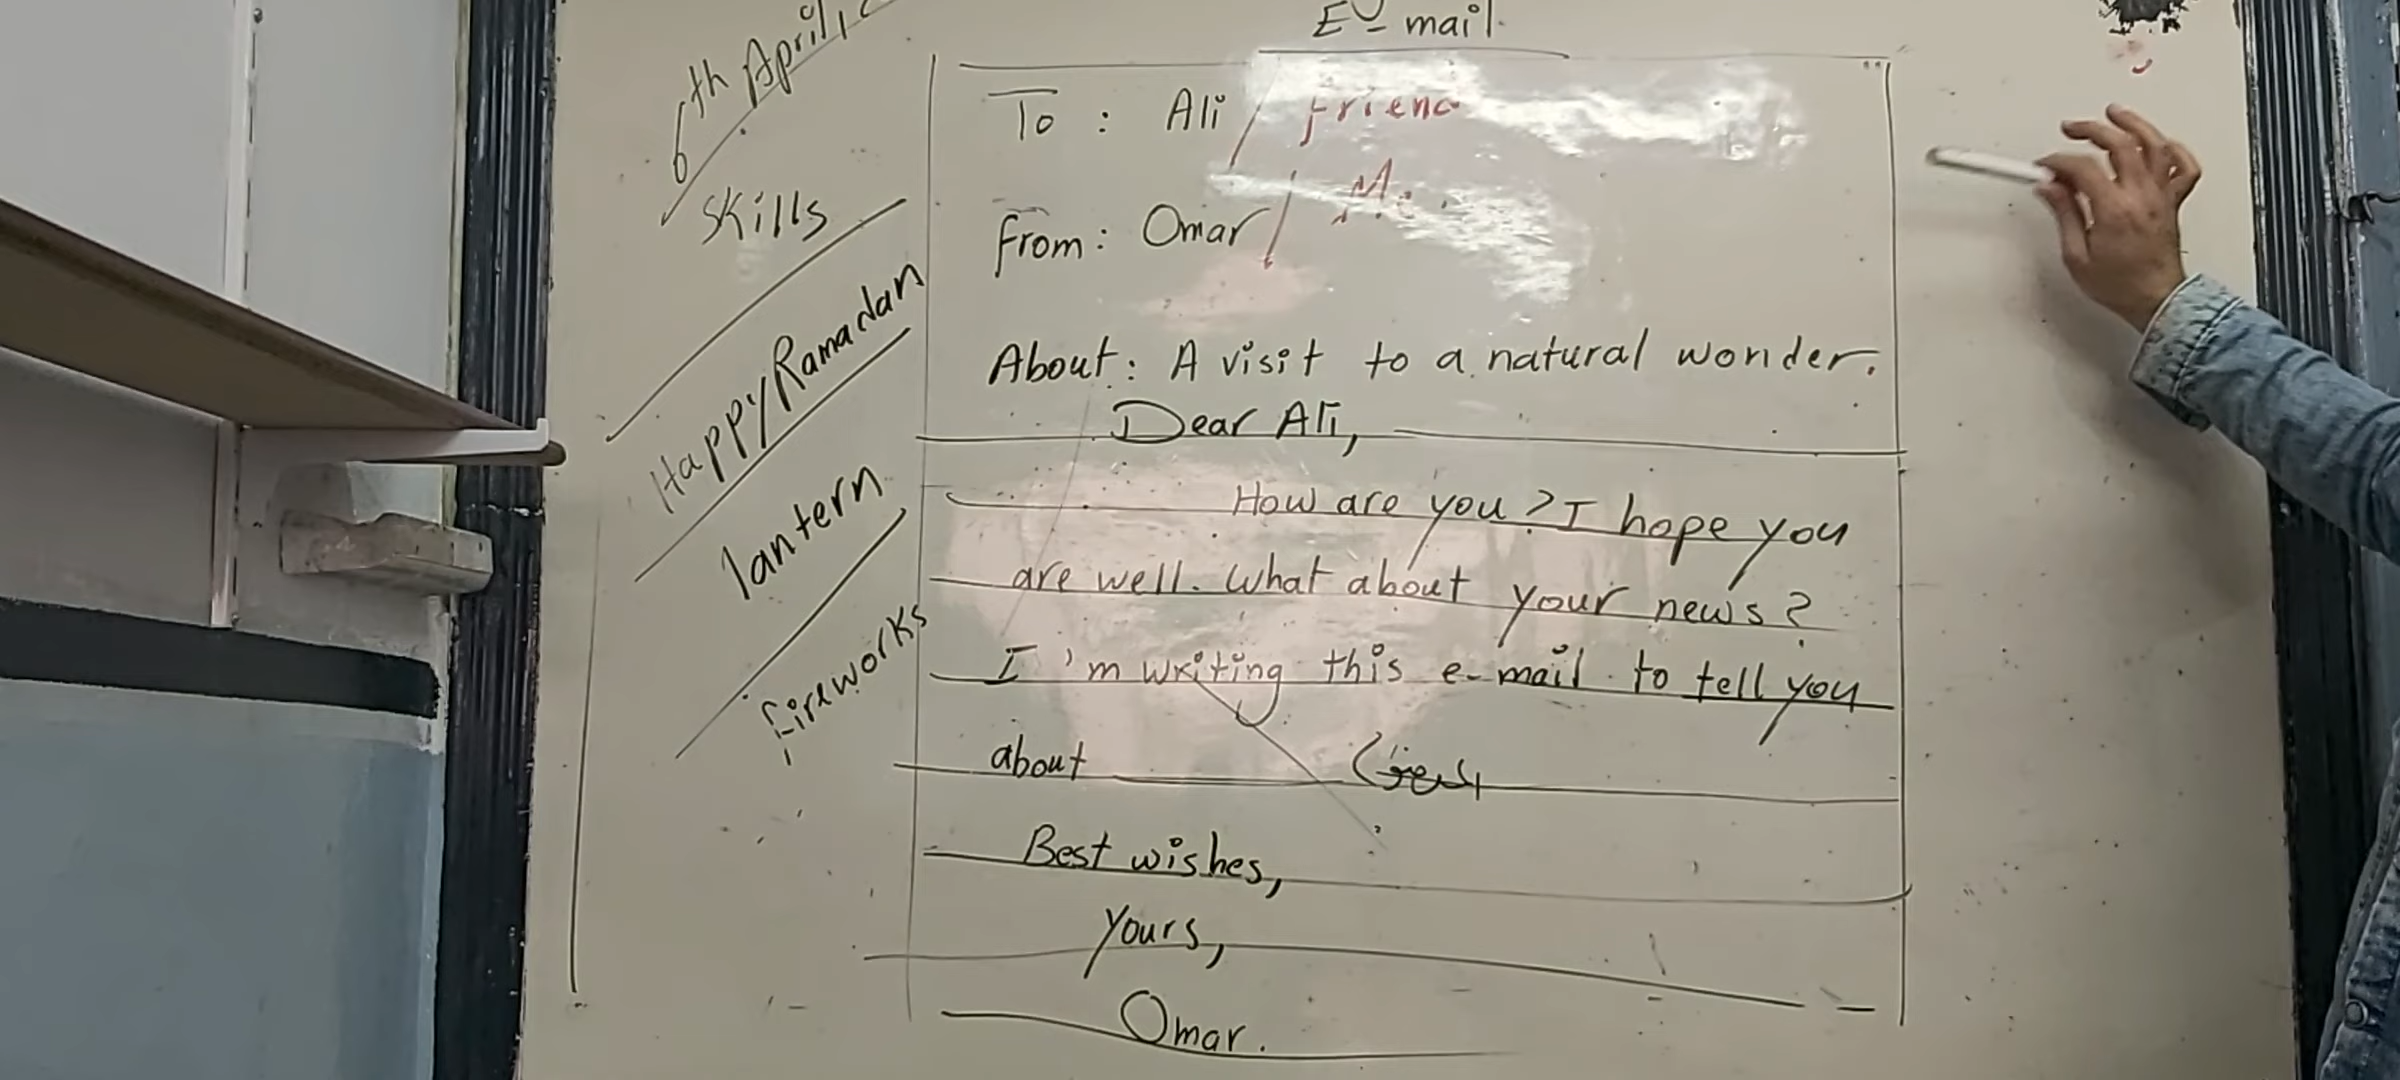 6th April,
Skills
Happy Ramadan
lantern
fireworks
E-mail
To : Ali / friend
From : Omar / Me.
About : A visit to a natural wonder.
Dear Ali,
How are you? I hope you
are well. What about your news?
I'm writing this e-mail to tell you
about (الموضوع
Best wishes,
yours,
Omar.